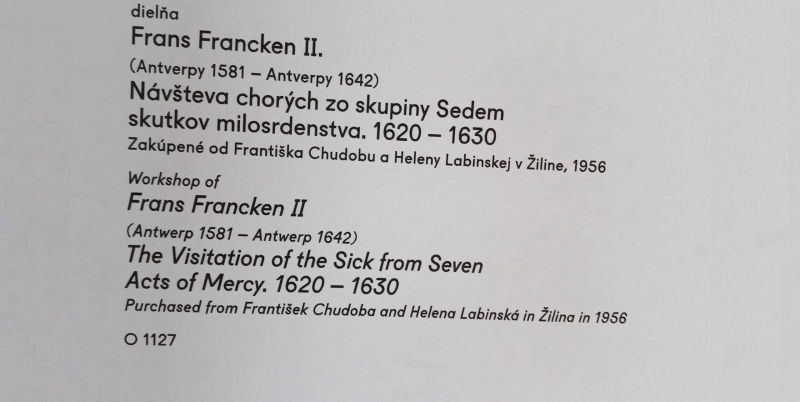 dielňa
Frans Francken II.
(Antverpy 1581 – Antverpy 1642)
Návšteva chorých zo skupiny Sedem
skutkov milosrdenstva. 1620 – 1630
Zakúpené od Františka Chudobu a Heleny Labinskej v Žiline, 1956
Workshop of
Frans Francken II
(Antwerp 1581 – Antwerp 1642)
The Visitation of the Sick from Seven
Acts of Mercy. 1620 – 1630
Purchased from František Chudoba and Helena Labinská in Žilina in 1956
O 1127